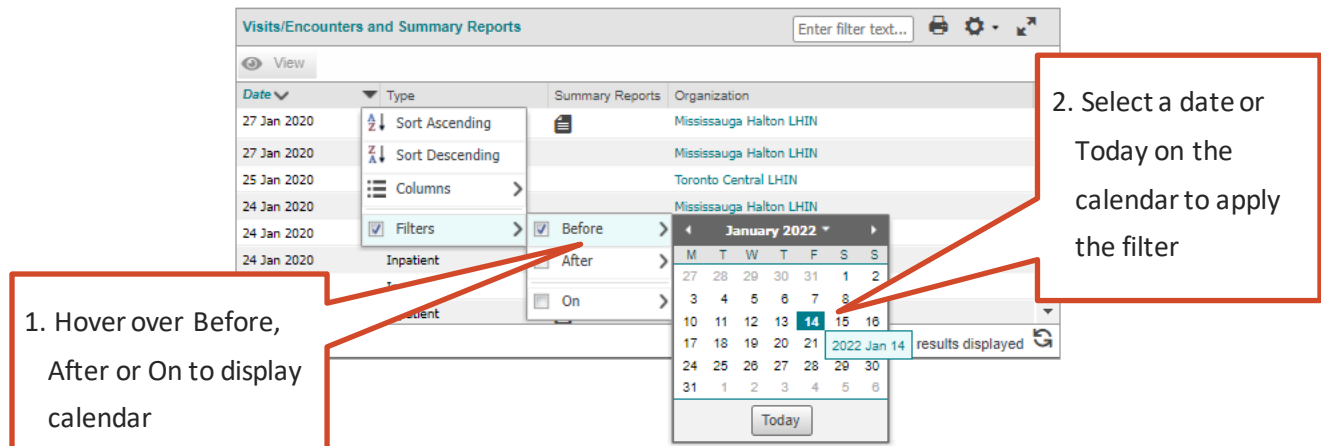 Visits/Encounters and Summary Reports
Enter filter text...
View
Date Type Summary Reports Organization
27 Jan 2020 Mississauga Halton LHIN
27 Jan 2020 Mississauga Halton LHIN
25 Jan 2020 Toronto Central LHIN
24 Jan 2020 Mississauga Halton LHIN
24 Jan 2020
24 Jan 2020 Inpatient
Sort Ascending
Sort Descending
Columns
Filters
Before
After
On
January 2022
M T W T F S S
27 28 29 30 31 1 2
3 4 5 6 7 8
10 11 12 13 14 15 16
17 18 19 20 21
24 25 26 27 28 29 30
31 1 2 3 4 5 6
2022 Jan 14
Today
results displayed
1. Hover over Before,
After or On to display
calendar
2. Select a date or
Today on the
calendar to apply
the filter